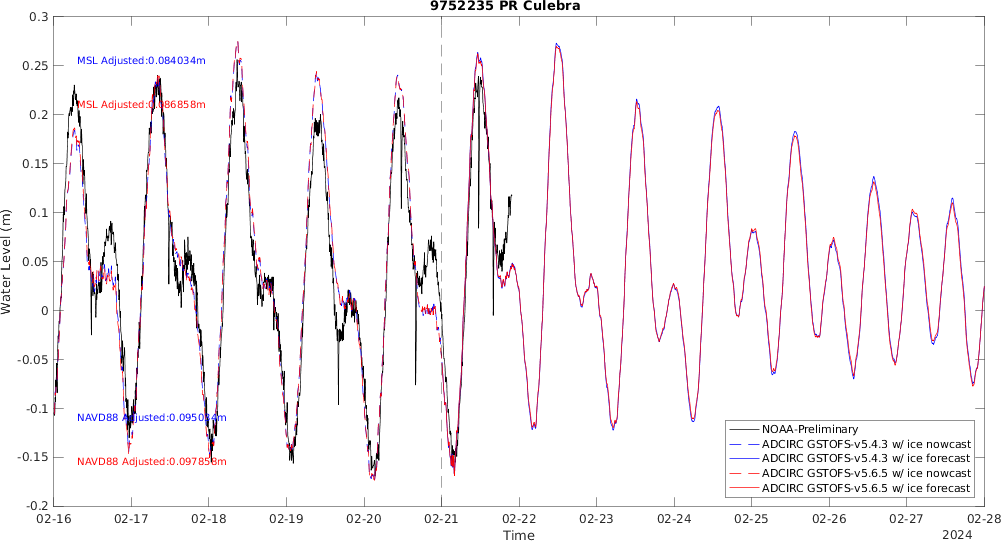 9752235 PR Culebra
0.3
0.25
0.2
0.15
0.1
0.05
0
-0.05
-0.1
-0.15
-0.2
Water Level (m)
MSL Adjusted:0.084034m
MSL Adjusted:0.086858m
NAVD88 Adjusted:0.095034m
NAVD88 Adjusted:0.097858m
NOAA-Preliminary
ADCIRC GSTOFS-v5.4.3 w/ ice nowcast
ADCIRC GSTOFS-v5.4.3 w/ ice forecast
ADCIRC GSTOFS-v5.6.5 w/ ice nowcast
ADCIRC GSTOFS-v5.6.5 w/ ice forecast
02-16 02-17 02-18 02-19 02-20 02-21 02-22 02-23 02-24 02-25 02-26 02-27 02-28
Time
2024